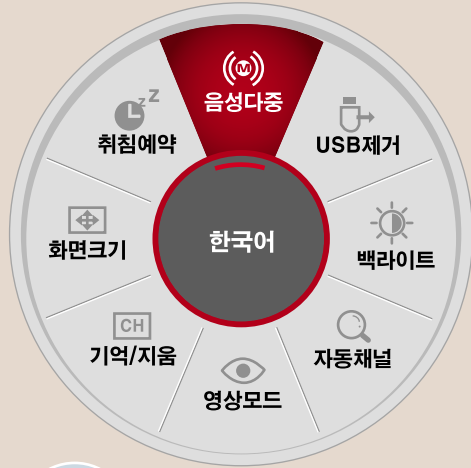 (M)
음성다중
z z
취침예약
USB제거
화면크기
한국어
백라이트
CH
기억/지움
자동채널
영상모드